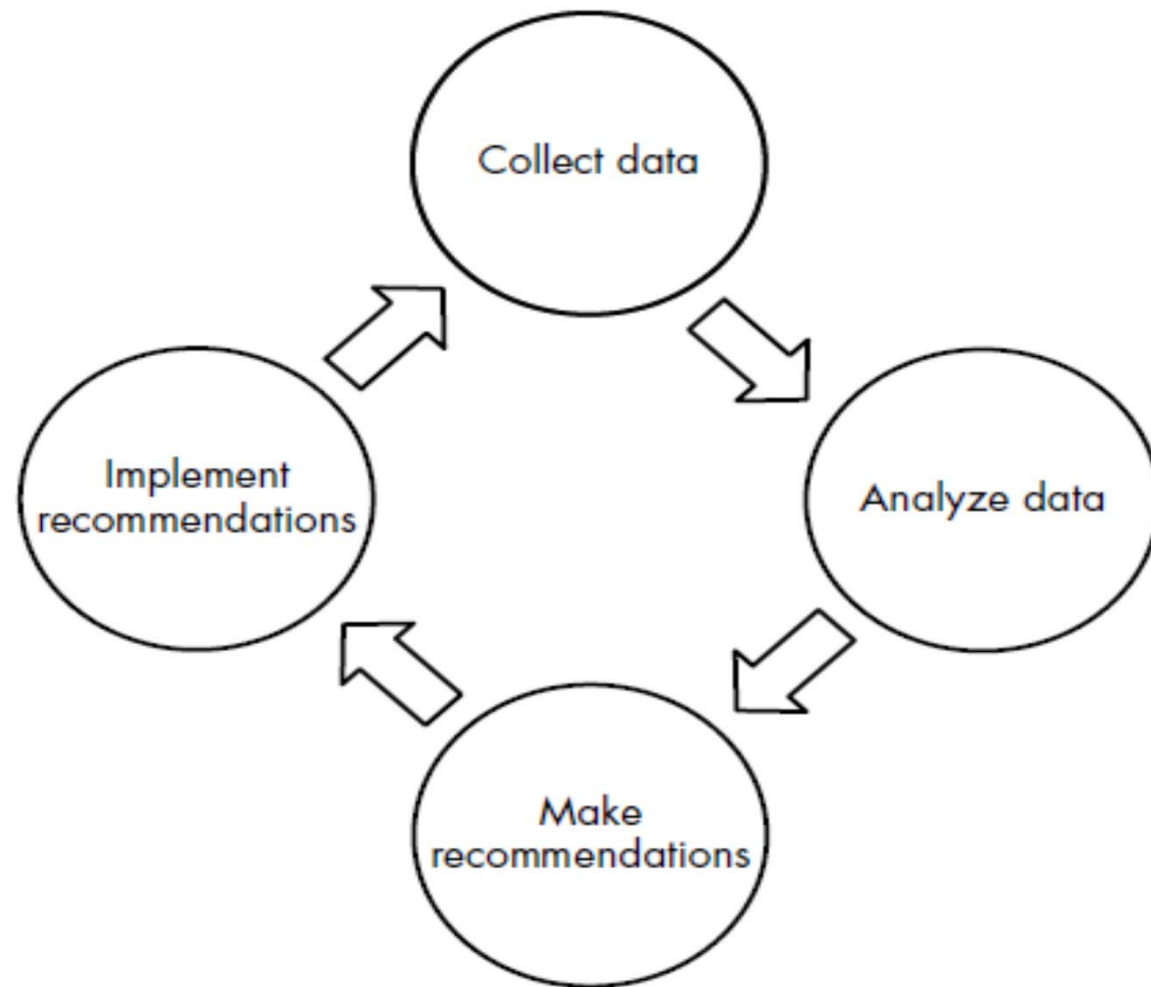 Collect data
Analyze data
Make
recommendations
Implement
recommendations